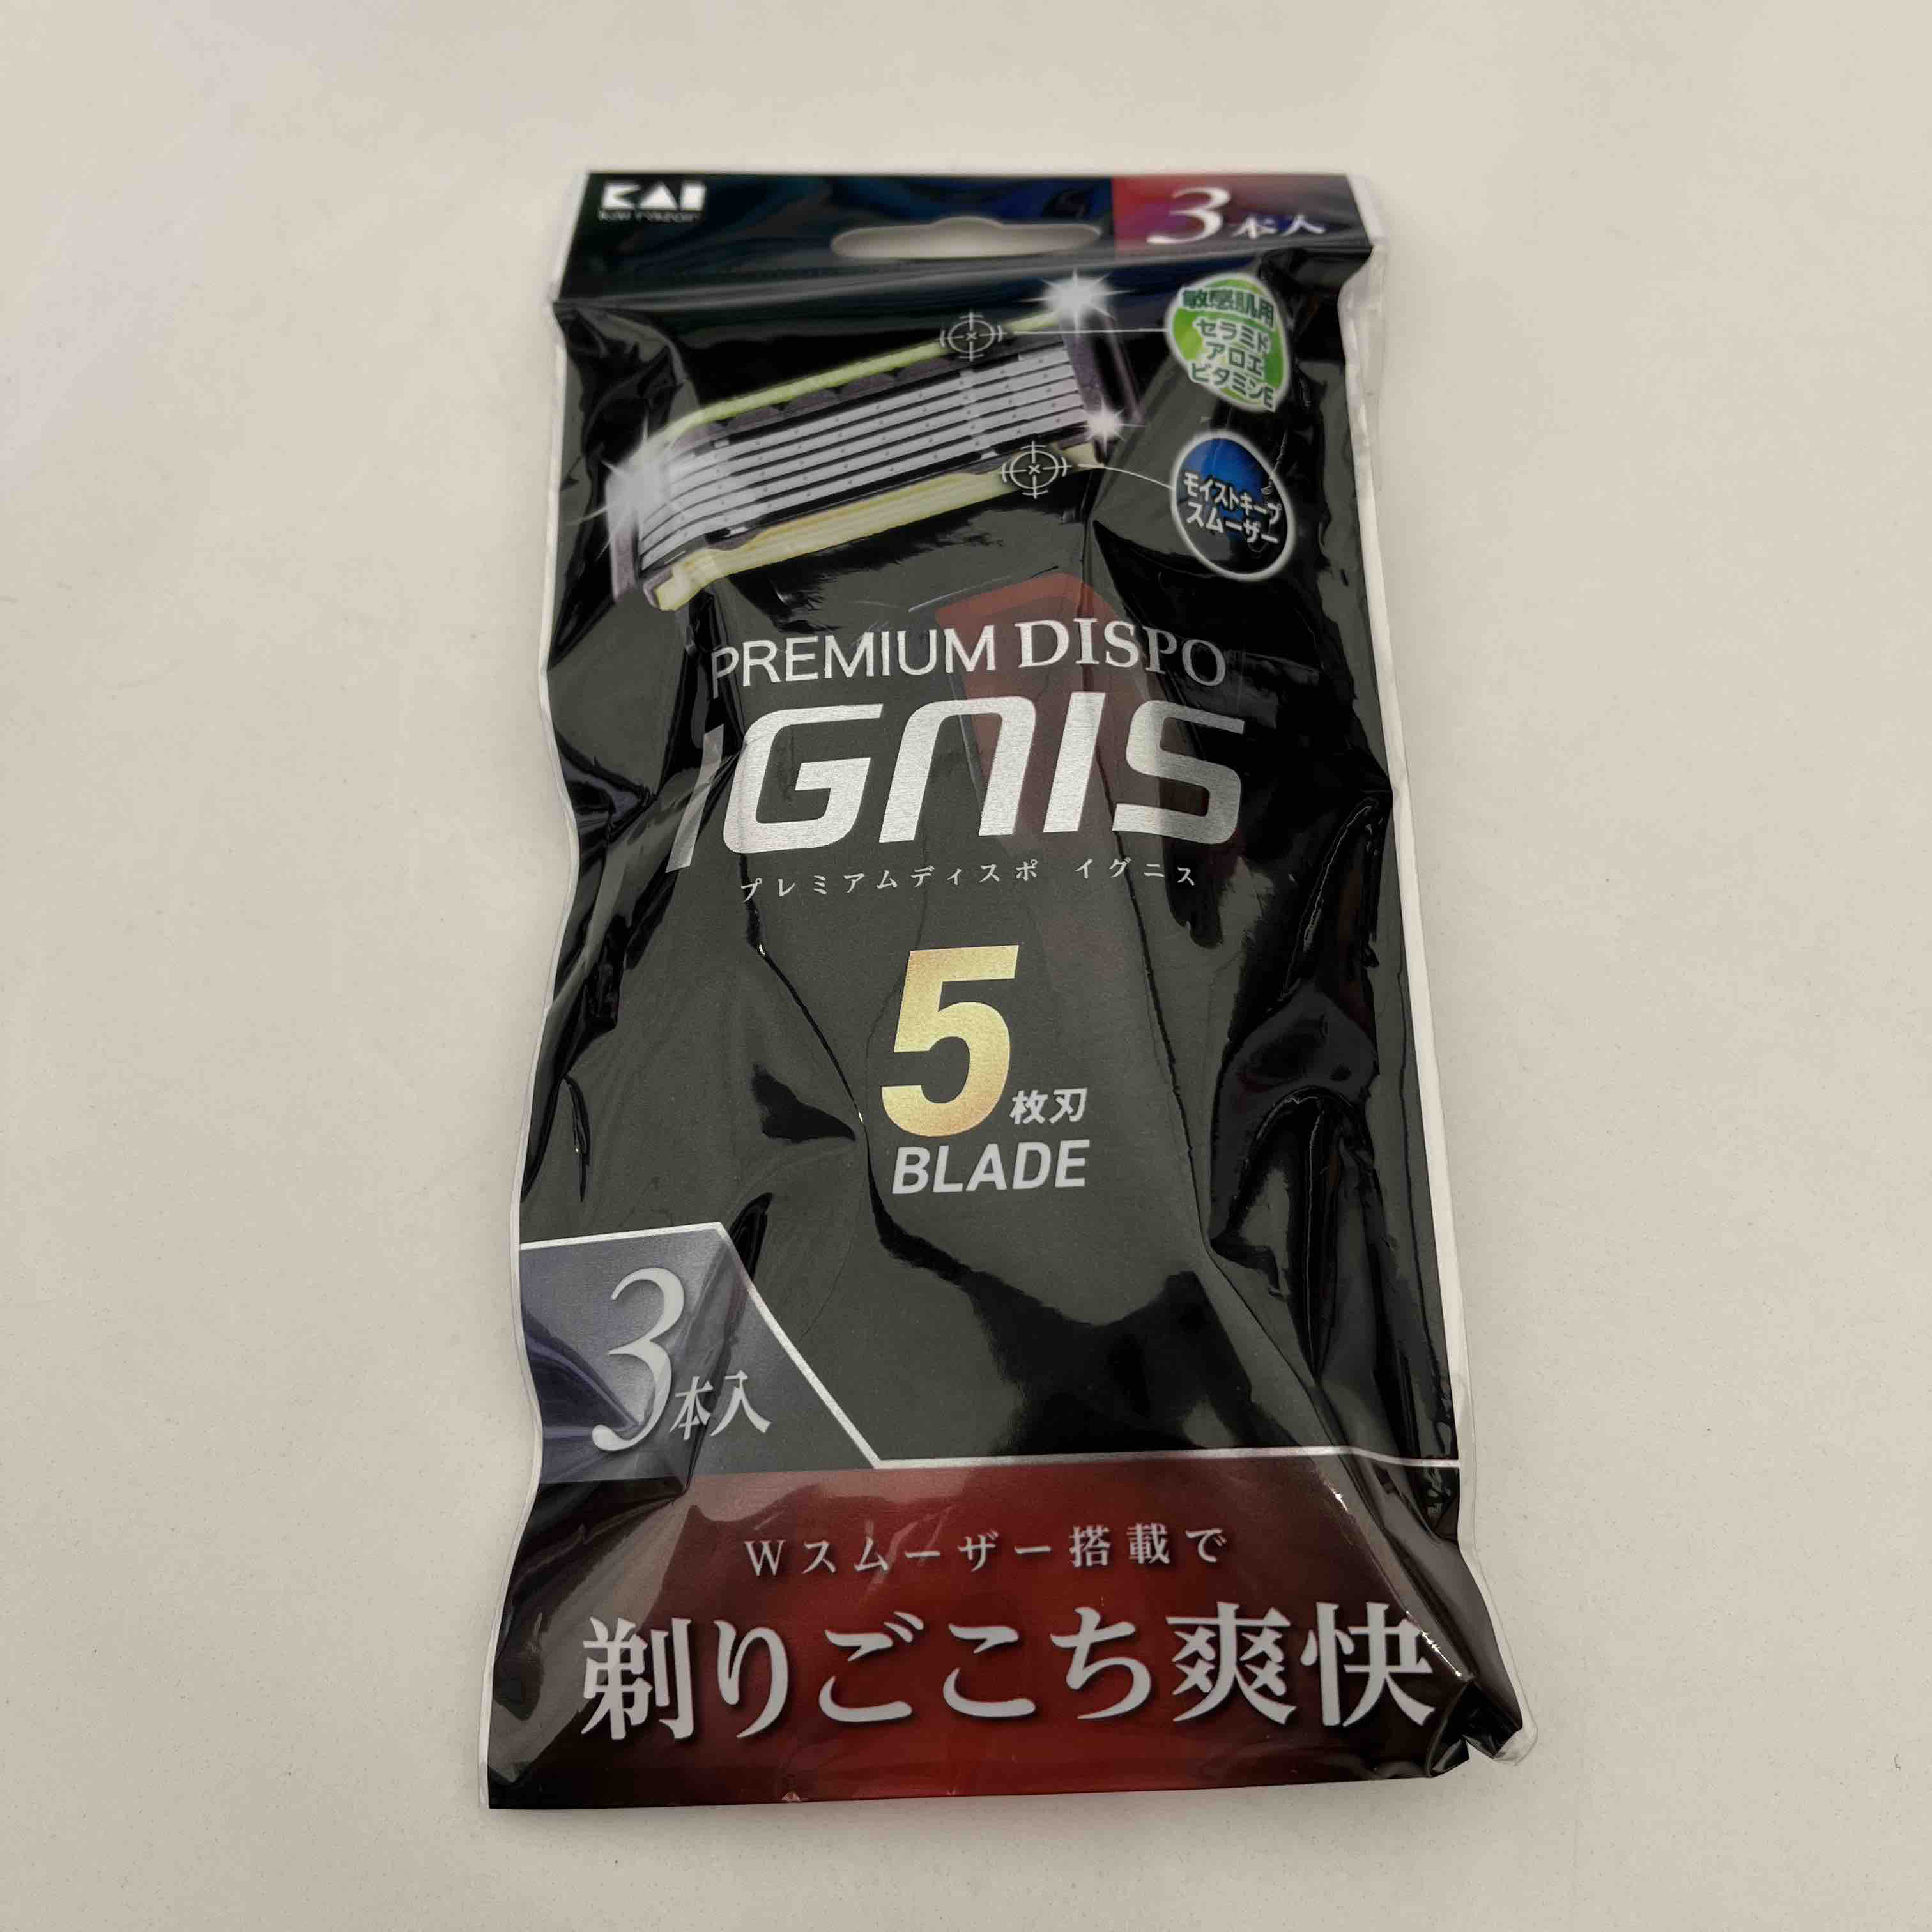 KAI
kai razor
3本入
敏感肌用
セラミド
アロエ
ビタミンE
モイストキープ
スムーザー
PREMIUM DISPO
IGNIS
プレミアムディスポ イグニス
5枚刃
BLADE
3本入
Wスムーザー搭載で
剃りごこち爽快